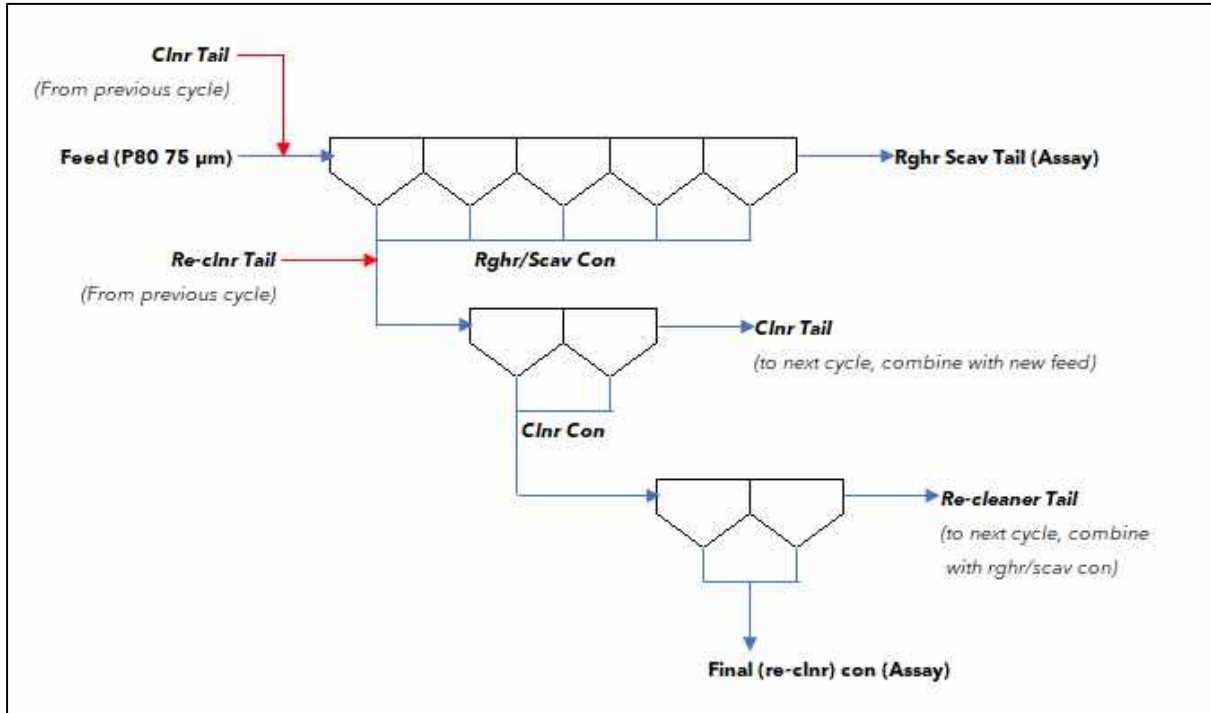 Clnr Tail
(From previous cycle)
Feed (P80 75 µm)
Rghr Scav Tail (Assay)
Re-clnr Tail
(From previous cycle)
Rghr/Scav Con
Clnr Tail
(to next cycle, combine with new feed)
Clnr Con
Re-cleaner Tail
(to next cycle, combine
with rghr/scav con)
Final (re-clnr) con (Assay)